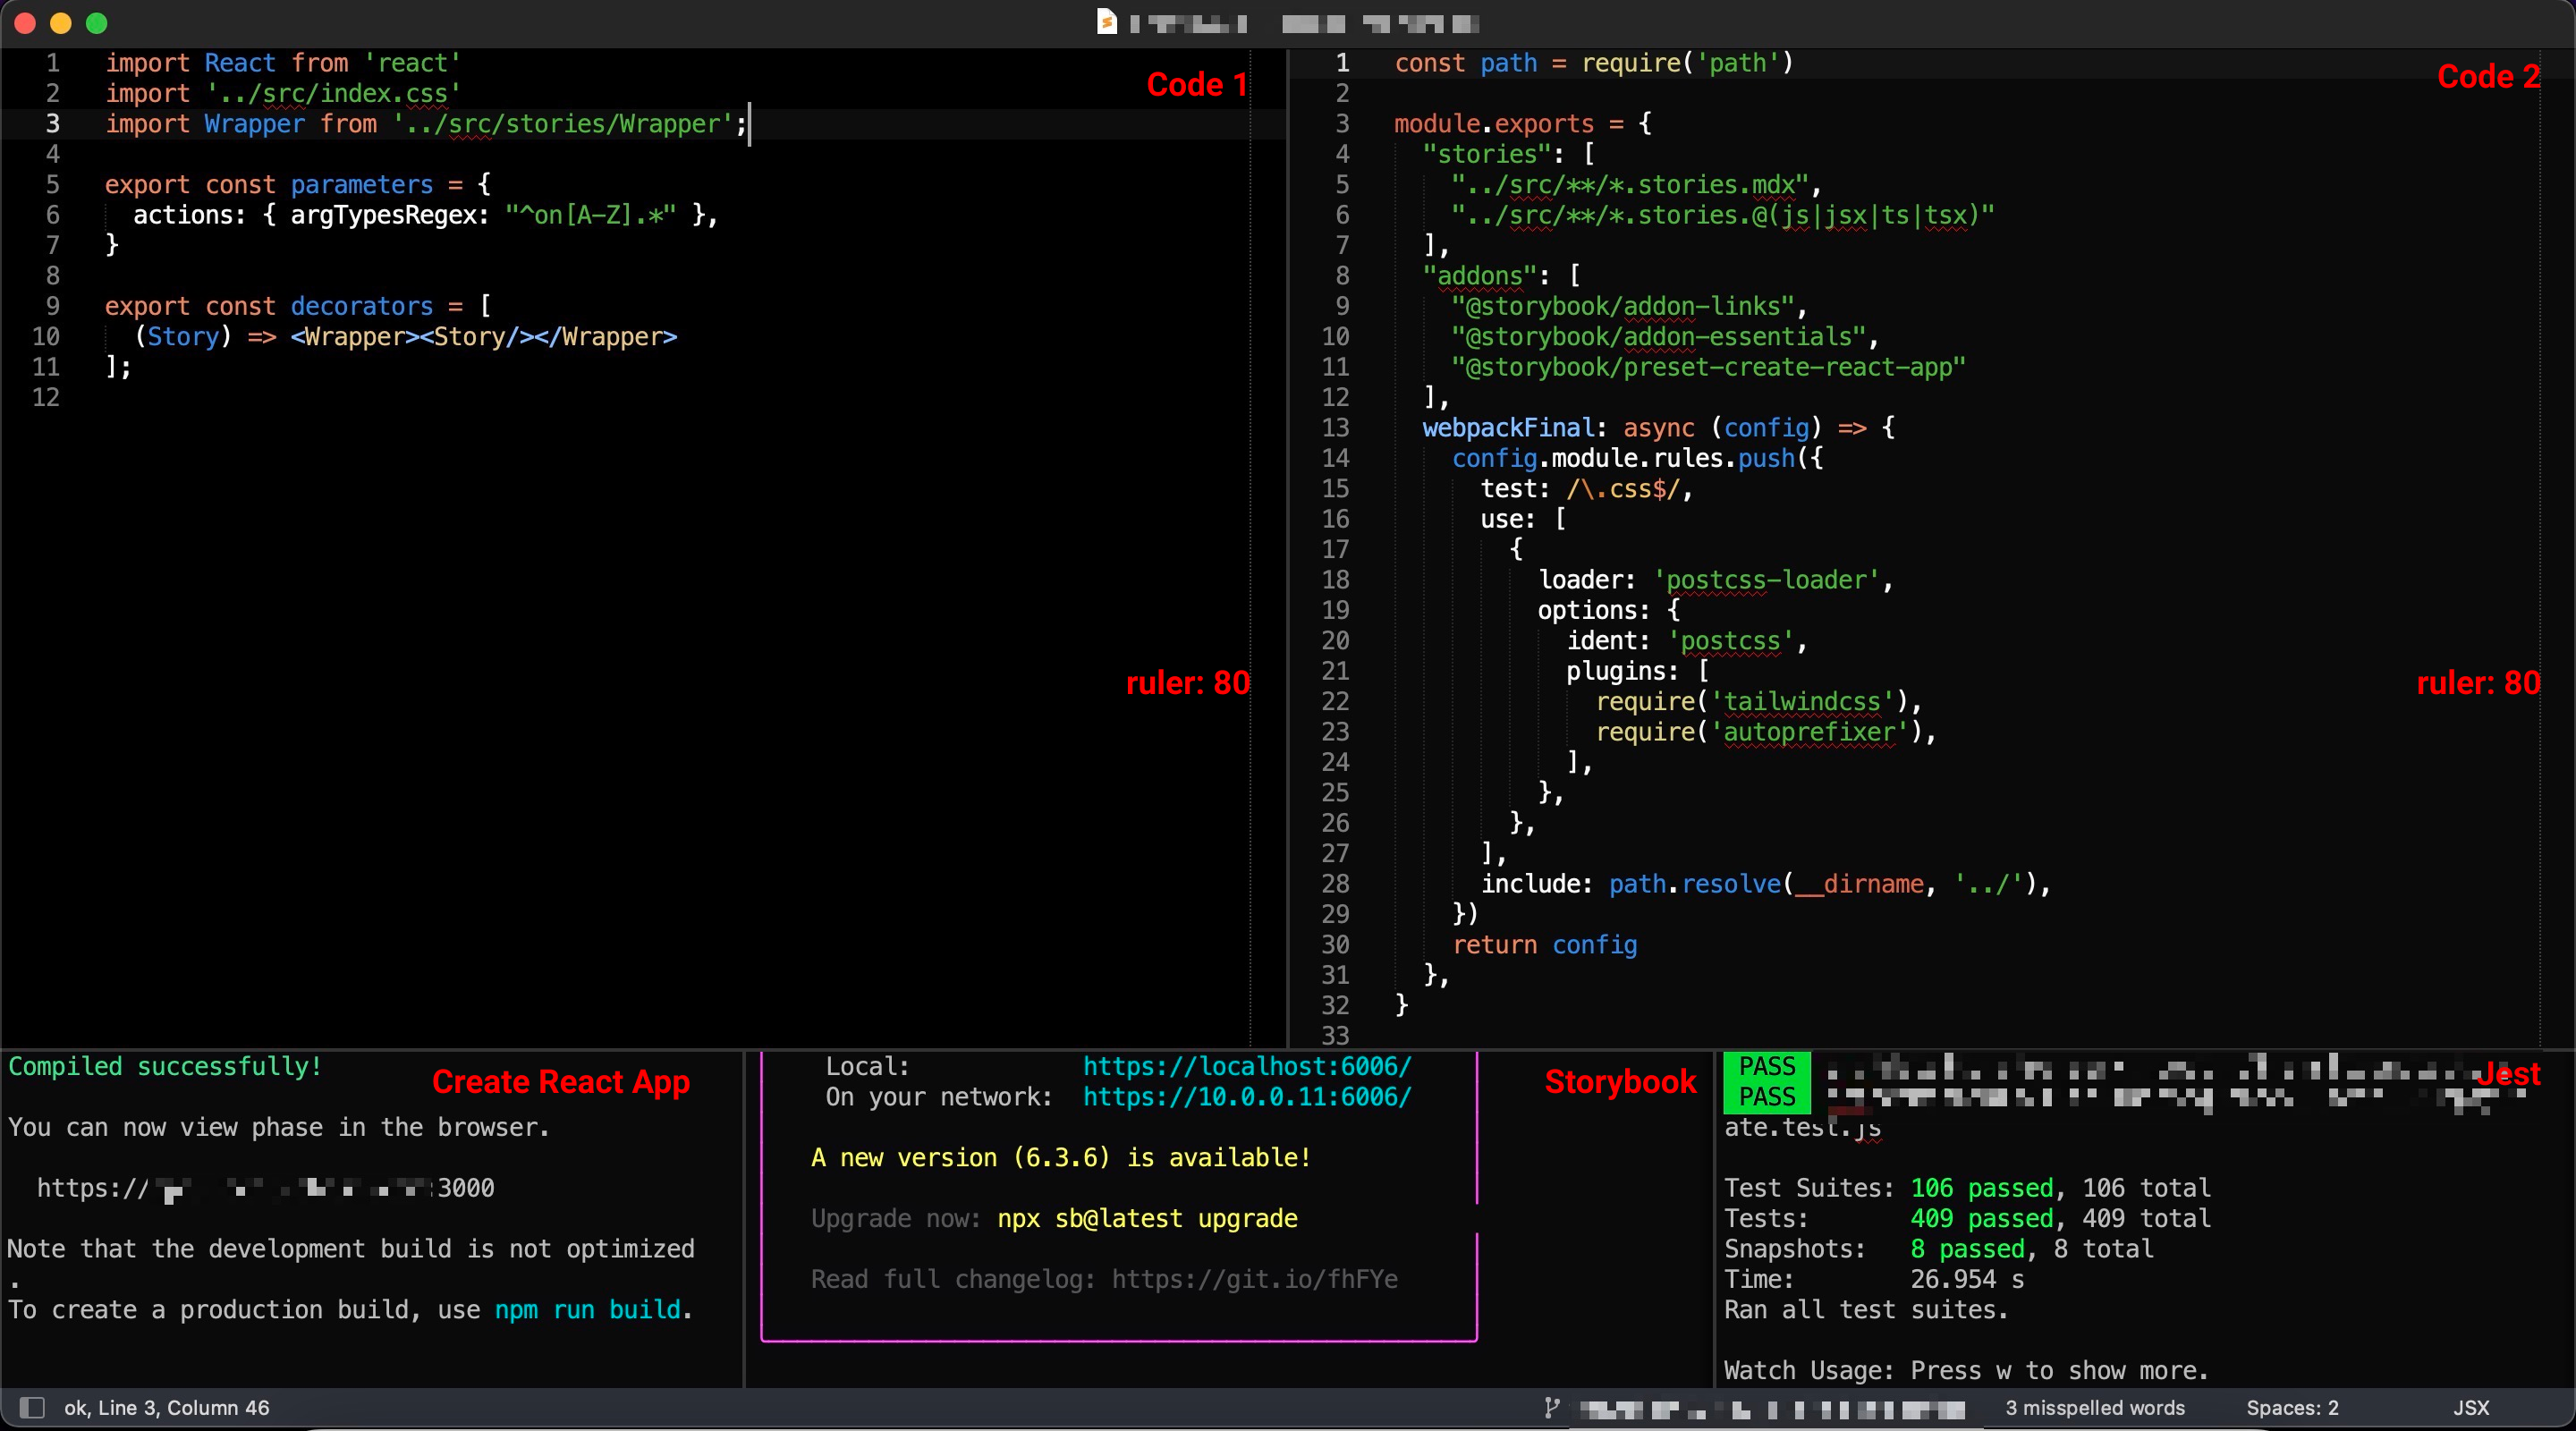 Code 1
1 import React from 'react'
2 import '../src/index.css'
3 import Wrapper from '../src/stories/Wrapper';
4
5 export const parameters = {
6   actions: { argTypesRegex: "^on[A-Z].*" },
7 }
8
9 export const decorators = [
10   (Story) => <Wrapper><Story/></Wrapper>
11 ];
12
ruler: 80
Code 2
1 const path = require('path')
2
3 module.exports = {
4   "stories": [
5     "../src/**/*.stories.mdx",
6     "../src/**/*.stories.@(js|jsx|ts|tsx)"
7   ],
8   "addons": [
9     "@storybook/addon-links",
10     "@storybook/addon-essentials",
11     "@storybook/preset-create-react-app"
12   ],
13   webpackFinal: async (config) => {
14     config.module.rules.push({
15       test: /\.css$/,
16       use: [
17         {
18           loader: 'postcss-loader',
19           options: {
20             ident: 'postcss',
21             plugins: [
22               require('tailwindcss'),
23               require('autoprefixer'),
24             ],
25           },
26         },
27       ],
28       include: path.resolve(__dirname, '../'),
29     })
30     return config
31   },
32 }
33
ruler: 80
Compiled successfully!
Create React App
You can now view phase in the browser.
https:// :3000
Note that the development build is not optimized
.
To create a production build, use npm run build.
Local: https://localhost:6006/
On your network: https://10.0.0.11:6006/
Storybook
A new version (6.3.6) is available!
Upgrade now: npx sb@latest upgrade
Read full changelog: https://git.io/fhFYe
PASS
PASS
Jest
ate.test.js
Test Suites: 106 passed, 106 total
Tests: 409 passed, 409 total
Snapshots: 8 passed, 8 total
Time: 26.954 s
Ran all test suites.
Watch Usage: Press w to show more.
ok, Line 3, Column 46
3 misspelled words
Spaces: 2
JSX